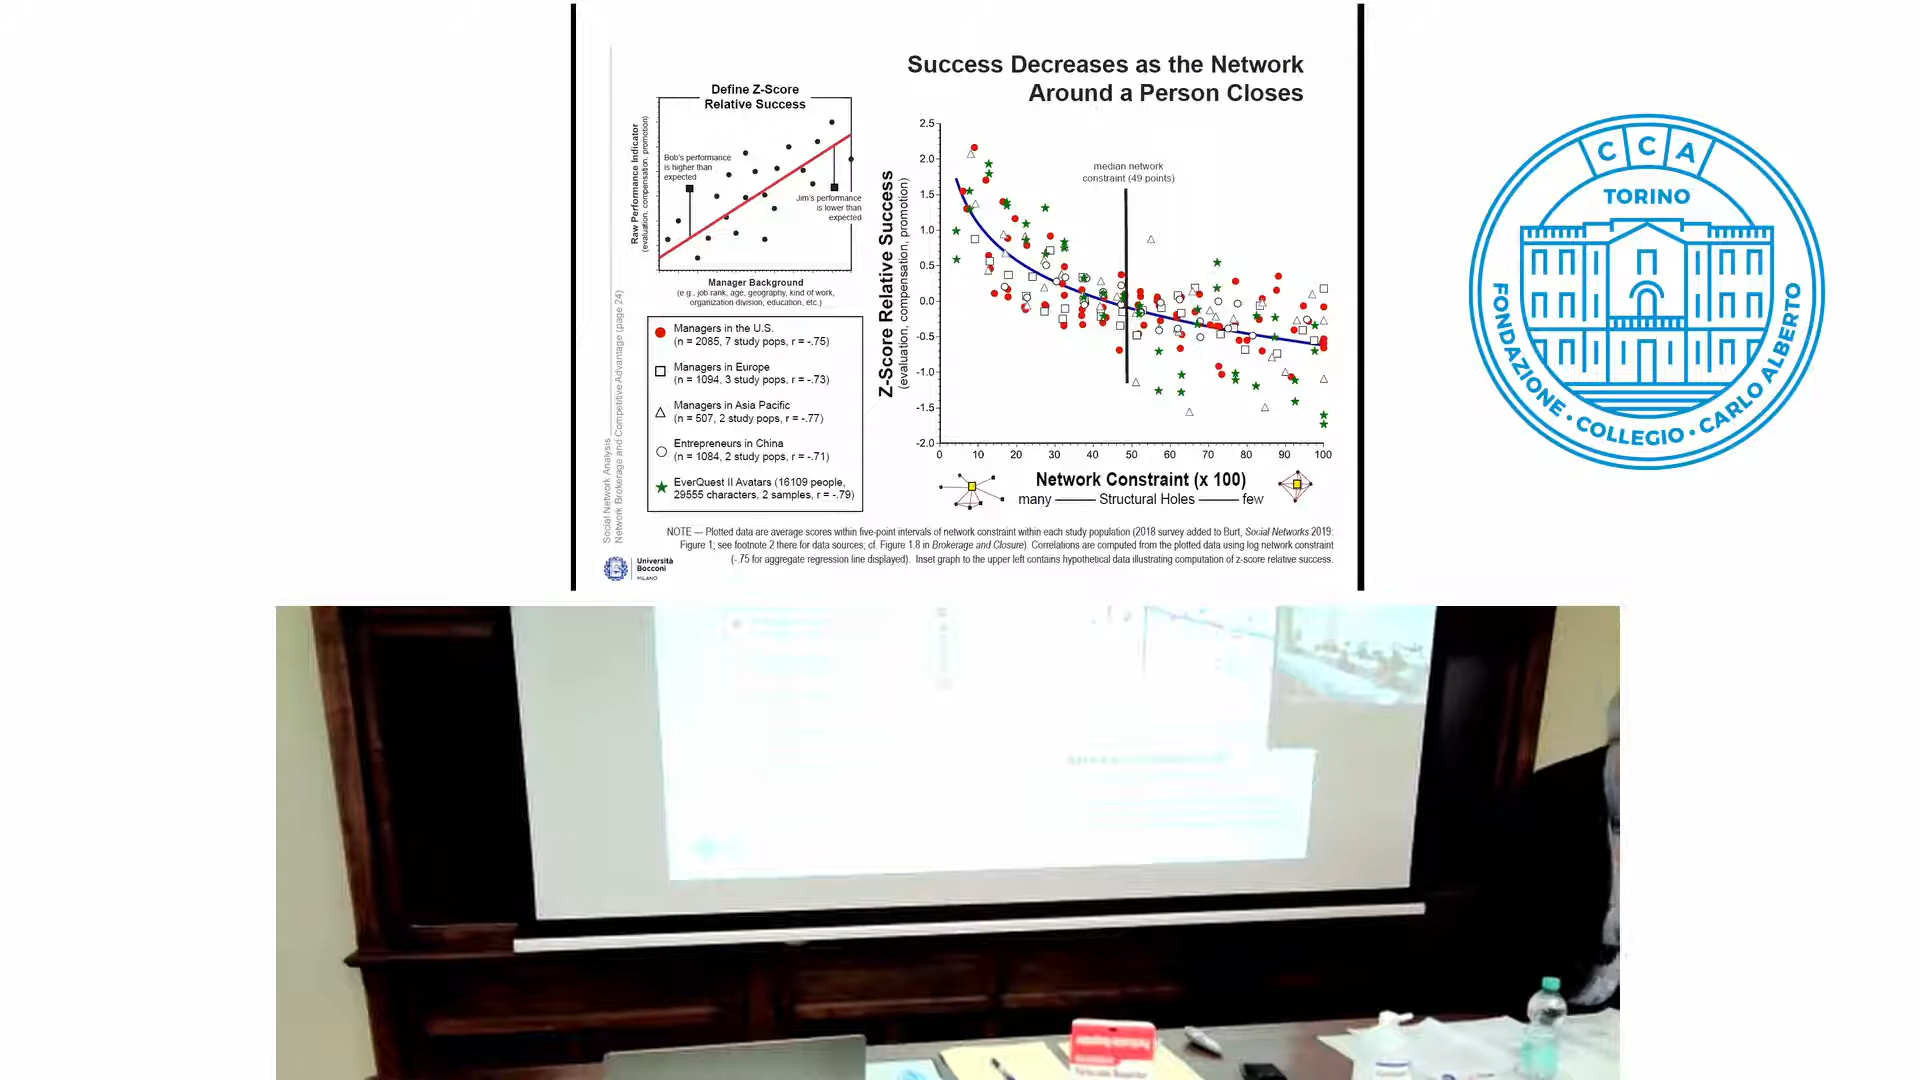 Success Decreases as the Network
Around a Person Closes
Define Z-Score
Relative Success
Raw Performance Indicator
(evaluation, compensation, promotion)
Bob's performance
is higher than
expected
Jim's performance
is lower than
expected
Manager Background
(e.g., job rank, age, geography, kind of work,
organization division, education, etc.)
Managers in the U.S.
(n = 2085, 7 study pops, r = -.75)
Managers in Europe
(n = 1094, 3 study pops, r = -.73)
Managers in Asia Pacific
(n = 507, 2 study pops, r = -.77)
Entrepreneurs in China
(n = 1084, 2 study pops, r = -.71)
EverQuest II Avatars (16109 people,
29555 characters, 2 samples, r = -.79)
Z-Score Relative Success
(evaluation, compensation, promotion)
2.5
2.0
1.5
1.0
0.5
0.0
-0.5
-1.0
-1.5
-2.0
median network
constraint (49 points)
0 10 20 30 40 50 60 70 80 90 100
Network Constraint (x 100)
many —— Structural Holes —— few
NOTE — Plotted data are average scores within five-point intervals of network constraint within each study population (2018 survey added to Burt, Social Networks 2019:
Figure 1; see footnote 2 there for data sources; cf. Figure 1.8 in Brokerage and Closure). Correlations are computed from the plotted data using log network constraint
(-.75 for aggregate regression line displayed). Inset graph to the upper left contains hypothetical data illustrating computation of z-score relative success.
Social Network Analysis
Network Brokerage and Competitive Advantage (page 24)
Università
Bocconi
MILANO
CCA
TORINO
FONDAZIONE • COLLEGIO • CARLO ALBERTO